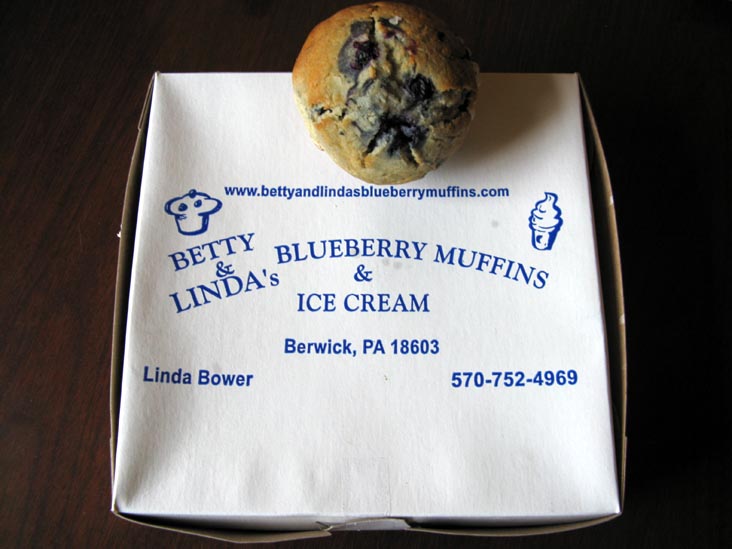 www.bettyandlindasblueberrymuffins.com
BETTY
&
LINDA's
BLUEBERRY MUFFINS
&
ICE CREAM
Berwick, PA 18603
Linda Bower
570-752-4969